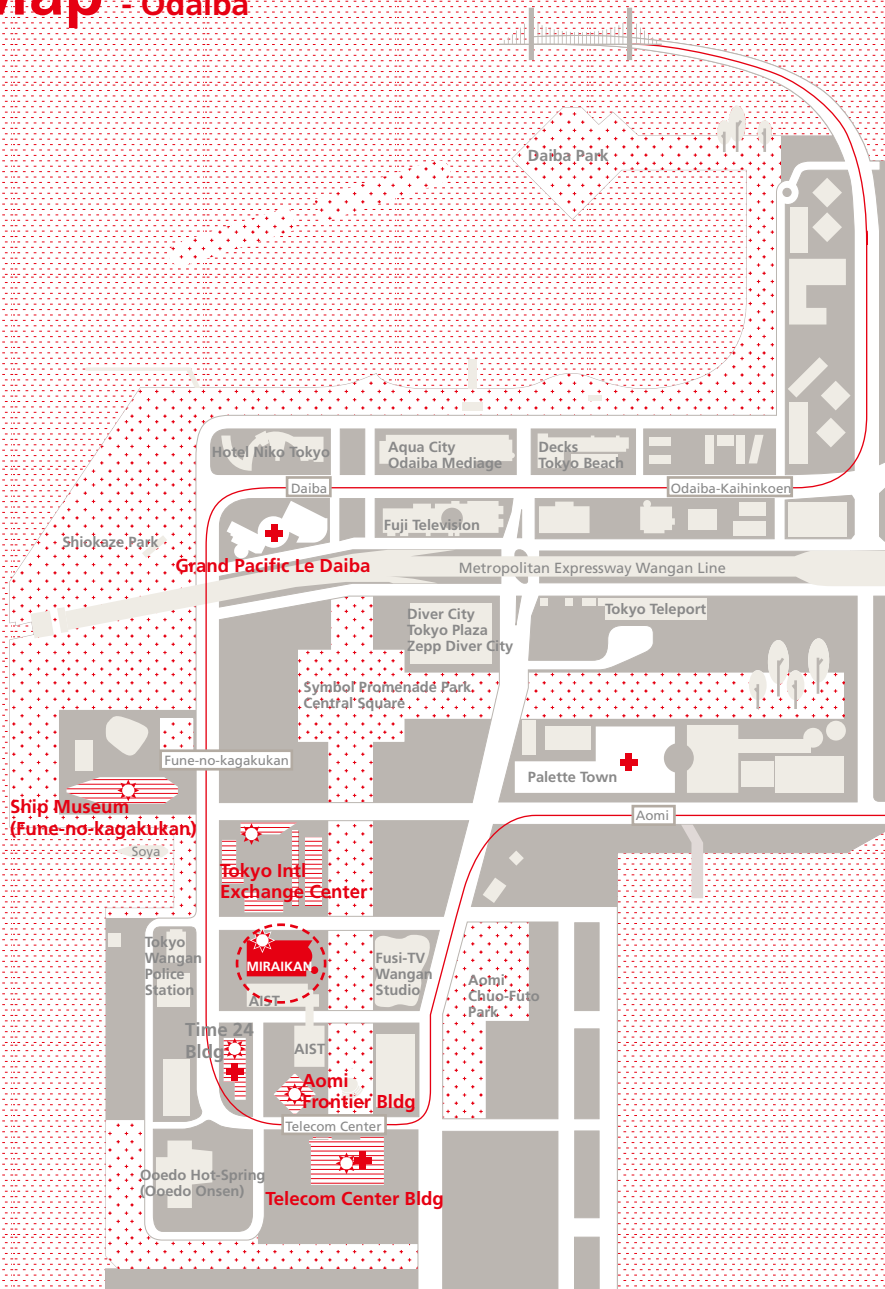 Map - Odaiba
Daiba Park
Hotel Niko Tokyo
Aqua City
Odaiba Mediage
Decks
Tokyo Beach
Daiba
Odaiba-Kaihinkoen
Fuji Television
Shiokaze Park
Grand Pacific Le Daiba
Metropolitan Expressway Wangan Line
Diver City
Tokyo Plaza
Zepp Diver City
Tokyo Teleport
Symbol Promenade Park
Central Square
Fune-no-kagakukan
Palette Town
Ship Museum
(Fune-no-kagakukan)
Aomi
Soya
Tokyo Intl
Exchange Center
Tokyo
Wangan
Police
Station
MIRAIKAN
Fusi-TV
Wangan
Studio
Aomi
Chuo-Futo
Park
AIST
Time 24
Bldg
AIST
Aomi
Frontier Bldg
Telecom Center
Ooedo Hot-Spring
(Ooedo Onsen)
Telecom Center Bldg